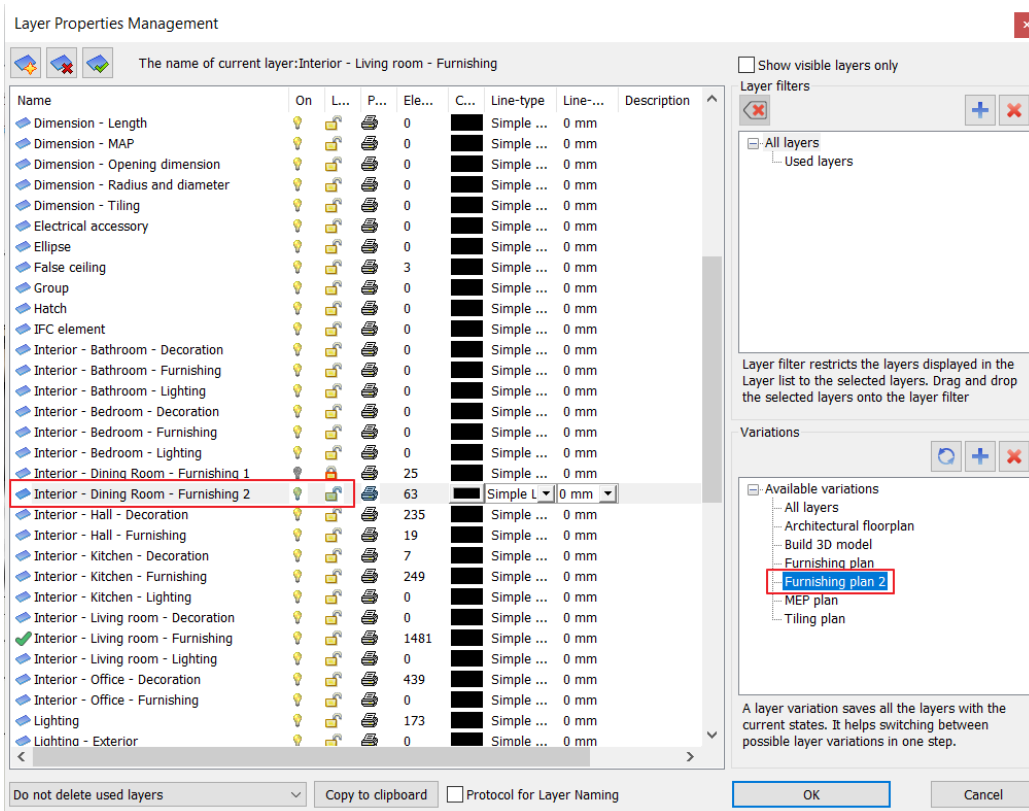 Layer Properties Management
The name of current layer:Interior - Living room - Furnishing
Name On L... P... Ele... C... Line-type Line-... Description
Dimension - Length 0 Simple ... 0 mm
Dimension - MAP 0 Simple ... 0 mm
Dimension - Opening dimension 0 Simple ... 0 mm
Dimension - Radius and diameter 0 Simple ... 0 mm
Dimension - Tiling 0 Simple ... 0 mm
Electrical accessory 0 Simple ... 0 mm
Ellipse 0 Simple ... 0 mm
False ceiling 3 Simple ... 0 mm
Group 0 Simple ... 0 mm
Hatch 0 Simple ... 0 mm
IFC element 0 Simple ... 0 mm
Interior - Bathroom - Decoration 0 Simple ... 0 mm
Interior - Bathroom - Furnishing 0 Simple ... 0 mm
Interior - Bathroom - Lighting 0 Simple ... 0 mm
Interior - Bedroom - Decoration 0 Simple ... 0 mm
Interior - Bedroom - Furnishing 0 Simple ... 0 mm
Interior - Bedroom - Lighting 0 Simple ... 0 mm
Interior - Dining Room - Furnishing 1 25 Simple ... 0 mm
Interior - Dining Room - Furnishing 2 63 Simple L 0 mm
Interior - Hall - Decoration 235 Simple ... 0 mm
Interior - Hall - Furnishing 19 Simple ... 0 mm
Interior - Kitchen - Decoration 7 Simple ... 0 mm
Interior - Kitchen - Furnishing 249 Simple ... 0 mm
Interior - Kitchen - Lighting 0 Simple ... 0 mm
Interior - Living room - Decoration 0 Simple ... 0 mm
Interior - Living room - Furnishing 1481 Simple ... 0 mm
Interior - Living room - Lighting 0 Simple ... 0 mm
Interior - Office - Decoration 439 Simple ... 0 mm
Interior - Office - Furnishing 0 Simple ... 0 mm
Lighting 173 Simple ... 0 mm
Lighting - Exterior 0 Simple ... 0 mm
Do not delete used layers
Copy to clipboard
Protocol for Layer Naming
Show visible layers only
Layer filters
All layers
Used layers
Layer filter restricts the layers displayed in the
Layer list to the selected layers. Drag and drop
the selected layers onto the layer filter
Variations
Available variations
All layers
Architectural floorplan
Build 3D model
Furnishing plan
Furnishing plan 2
MEP plan
Tiling plan
A layer variation saves all the layers with the
current states. It helps switching between
possible layer variations in one step.
OK
Cancel